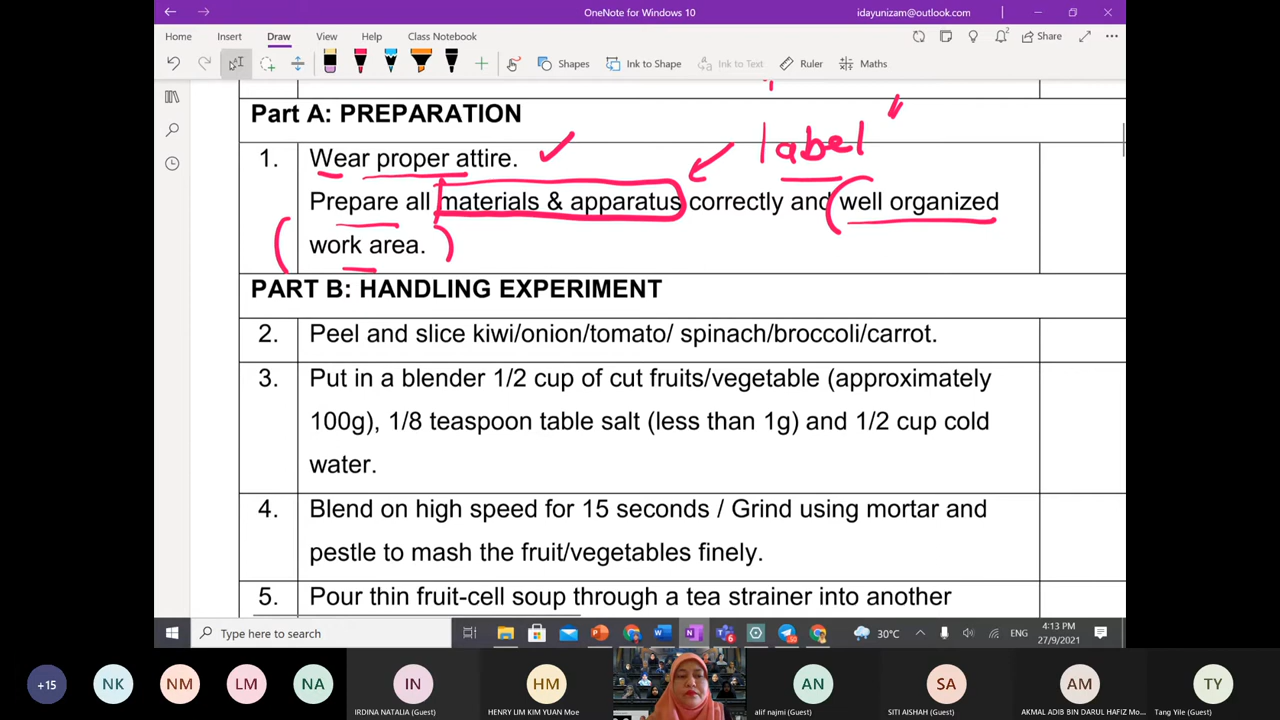 OneNote for Windows 10
idayunizam@outlook.com
Home
Insert
Draw
View
Help
Class Notebook
Shapes
Ink to Shape
Ink to Text
Ruler
Maths
Share
Part A: PREPARATION
label
1. Wear proper attire.
Prepare all materials & apparatus correctly and well organized
work area.
PART B: HANDLING EXPERIMENT
2. Peel and slice kiwi/onion/tomato/ spinach/broccoli/carrot.
3. Put in a blender 1/2 cup of cut fruits/vegetable (approximately
100g), 1/8 teaspoon table salt (less than 1g) and 1/2 cup cold
water.
4. Blend on high speed for 15 seconds / Grind using mortar and
pestle to mash the fruit/vegetables finely.
5. Pour thin fruit-cell soup through a tea strainer into another
Type here to search
30°C
ENG
4:13 PM
27/9/2021
+15
NK
NM
LM
NA
IN
IRDINA NATALIA (Guest)
HM
HENRY LIM KIM YUAN Moe
AN
alif najmi (Guest)
SA
SITI AISHAH (Guest)
AM
AKMAL ADIB BIN DARUL HAFIZ Mo...
TY
Tang Yile (Guest)